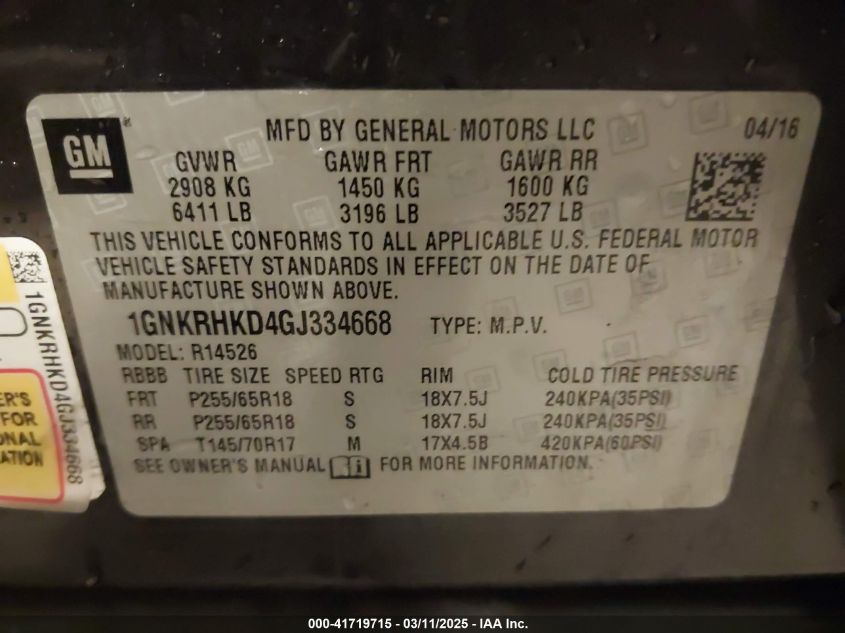 GM
®
MFD BY GENERAL MOTORS LLC 04/16
GVWR GAWR FRT GAWR RR
2908 KG 1450 KG 1600 KG
6411 LB 3196 LB 3527 LB
THIS VEHICLE CONFORMS TO ALL APPLICABLE U.S. FEDERAL MOTOR
VEHICLE SAFETY STANDARDS IN EFFECT ON THE DATE OF
MANUFACTURE SHOWN ABOVE.
1GNKRHKD4GJ334668 TYPE: M.P.V.
MODEL: R14526
RBBB TIRE SIZE SPEED RTG RIM COLD TIRE PRESSURE
FRT P255/65R18 S 18X7.5J 240KPA(35PSI)
RR P255/65R18 S 18X7.5J 240KPA(35PSI)
SPA T145/70R17 M 17X4.5B 420KPA(60PSI)
SEE OWNER'S MANUAL FOR MORE INFORMATION.
1GNKRHKD4GJ334668
FOR
000-41719715 - 03/11/2025 - IAA Inc.